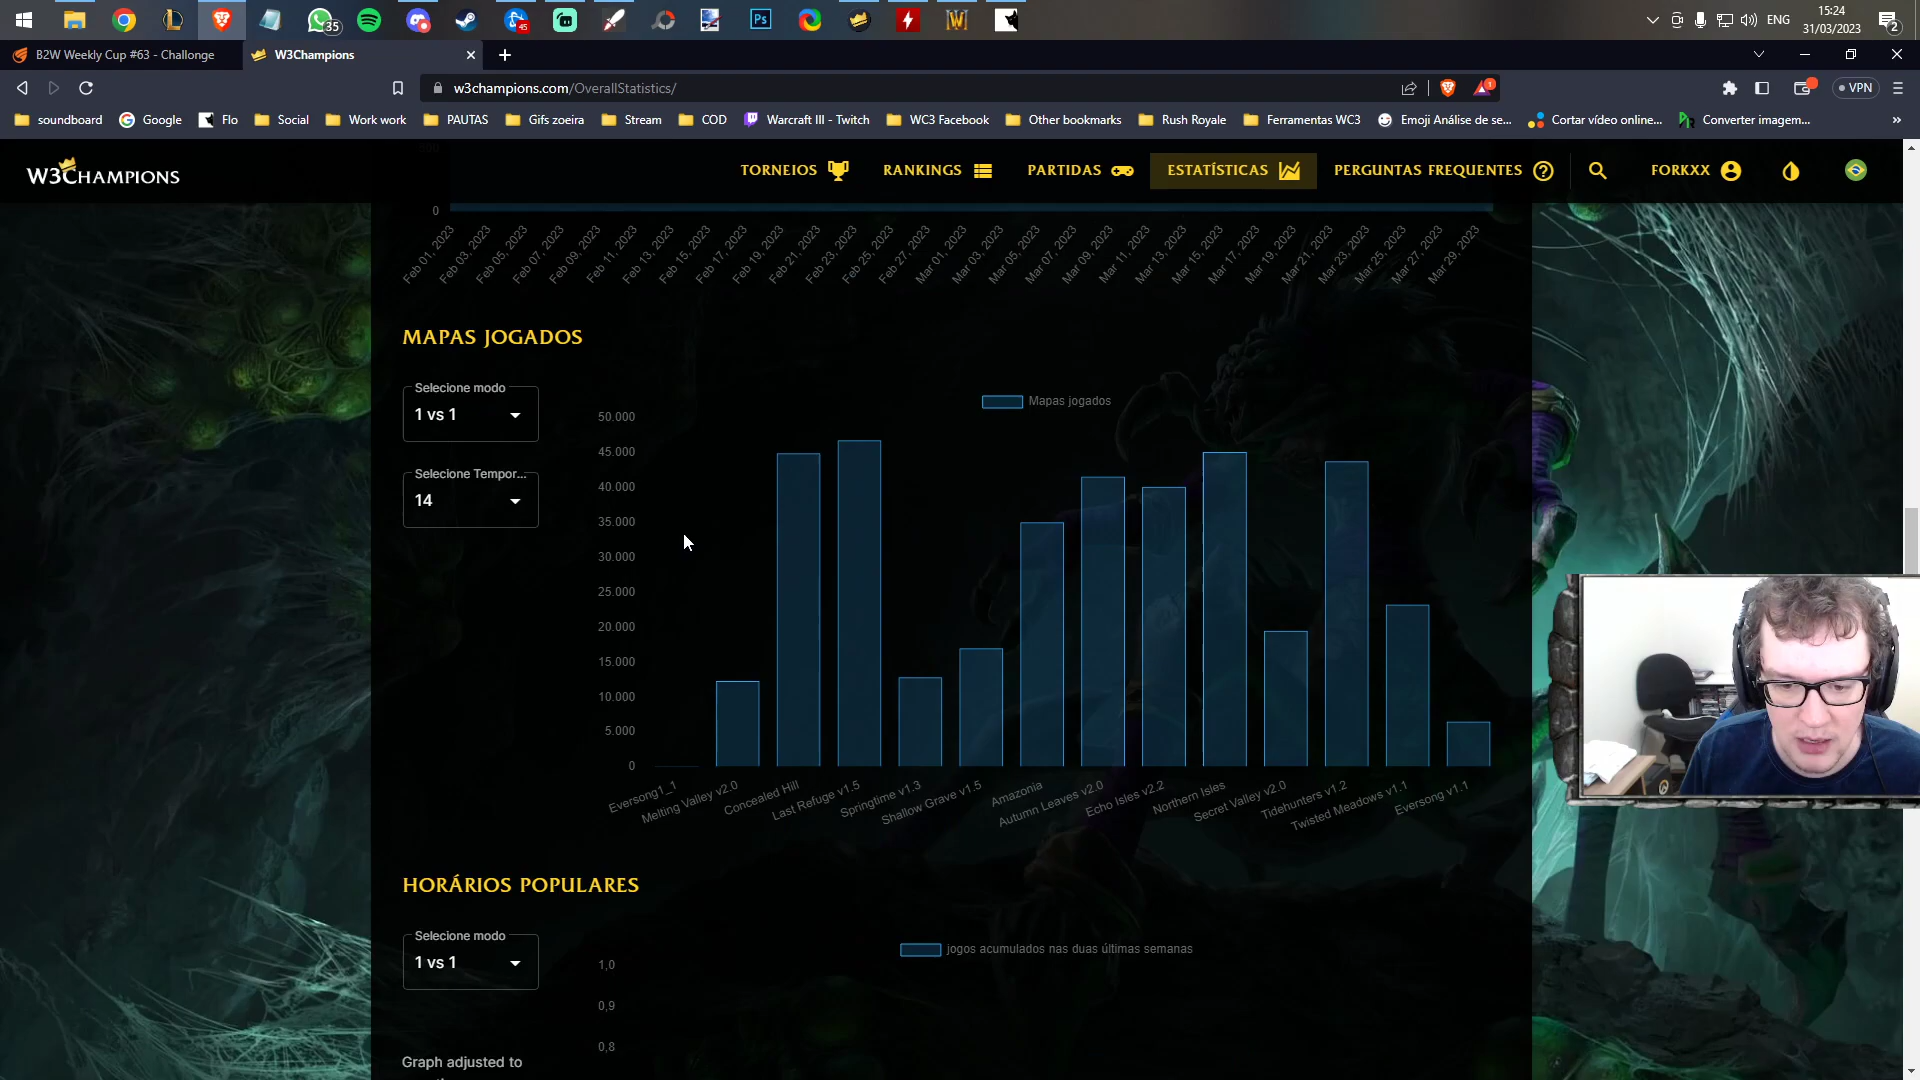 35
45
ENG
15:24
31/03/2023
2
B2W Weekly Cup #63 - Challonge
W3Champions
w3champions.com/OverallStatistics/
1
VPN
soundboard
Google
Flo
Social
Work work
PAUTAS
Gifs zoeira
Stream
COD
Warcraft III - Twitch
WC3 Facebook
Other bookmarks
Rush Royale
Ferramentas WC3
Emoji Análise de se...
Cortar vídeo online...
Converter imagem...
W3CHAMPIONS
TORNEIOS
RANKINGS
PARTIDAS
ESTATÍSTICAS
PERGUNTAS FREQUENTES
FORKXX
800
0
Feb 01, 2023
Feb 03, 2023
Feb 05, 2023
Feb 07, 2023
Feb 09, 2023
Feb 11, 2023
Feb 13, 2023
Feb 15, 2023
Feb 17, 2023
Feb 19, 2023
Feb 21, 2023
Feb 23, 2023
Feb 25, 2023
Feb 27, 2023
Mar 01, 2023
Mar 03, 2023
Mar 05, 2023
Mar 07, 2023
Mar 09, 2023
Mar 11, 2023
Mar 13, 2023
Mar 15, 2023
Mar 17, 2023
Mar 19, 2023
Mar 21, 2023
Mar 23, 2023
Mar 25, 2023
Mar 27, 2023
Mar 29, 2023
MAPAS JOGADOS
Selecione modo
1 vs 1
Selecione Tempor...
14
Mapas jogados
50.000
45.000
40.000
35.000
30.000
25.000
20.000
15.000
10.000
5.000
0
Eversong1_1
Melting Valley v2.0
Concealed Hill
Last Refuge v1.5
Springtime v1.3
Shallow Grave v1.5
Amazonia
Autumn Leaves v2.0
Echo Isles v2.2
Northern Isles
Secret Valley v2.0
Tidehunters v1.2
Twisted Meadows v1.1
Eversong v1.1
HORÁRIOS POPULARES
Selecione modo
1 vs 1
jogos acumulados nas duas últimas semanas
1,0
0,9
0,8
Graph adjusted to